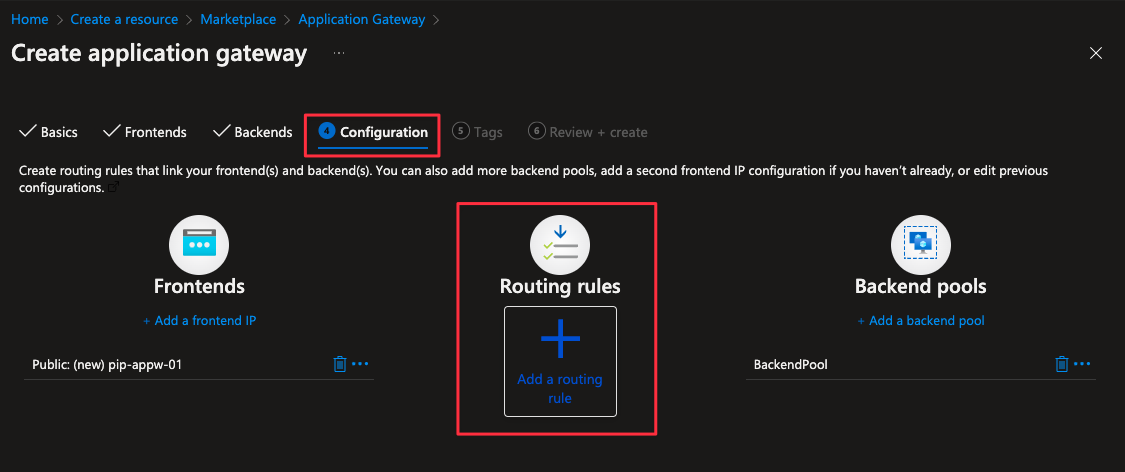 Home > Create a resource > Marketplace > Application Gateway >
Create application gateway ...
Basics Frontends Backends 4 Configuration 5 Tags 6 Review + create
Create routing rules that link your frontend(s) and backend(s). You can also add more backend pools, add a second frontend IP configuration if you haven't already, or edit previous
configurations.
Frontends Routing rules Backend pools
+ Add a frontend IP + Add a backend pool
Public: (new) pip-appw-01 ... BackendPool ...
Add a routing
rule